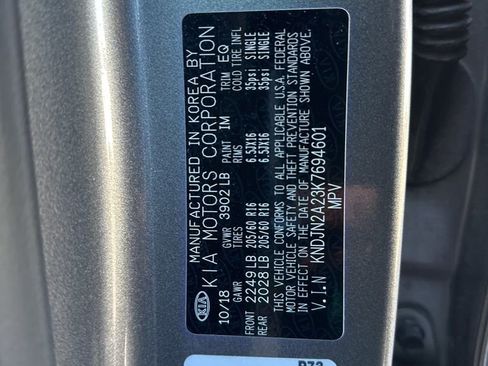 KIA
MANUFACTURED IN KOREA BY
KIA MOTORS CORPORATION
10/18 GVWR 3902LB PAINT IM TRIM EQ
GAWR TIRES RIMS COLD TIRE INFL
2249LB 205/60 R16 6.5JX16 35psi SINGLE
REAR 2028LB 205/60 R16 6.5JX16 35psi SINGLE
THIS VEHICLE CONFORMS TO ALL APPLICABLE U.S.A. FEDERAL
MOTOR VEHICLE SAFETY AND THEFT PREVENTION STANDARDS
IN EFFECT ON THE DATE OF MANUFACTURE SHOWN ABOVE.
V.I.N KNDJN2A23K7694601
MPV